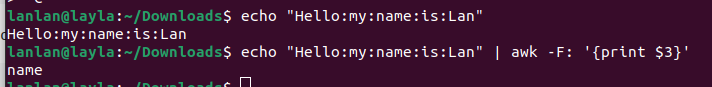 lanlan@layla:~/Downloads$ echo "Hello:my:name:is:Lan"
Hello:my:name:is:Lan
lanlan@layla:~/Downloads$ echo "Hello:my:name:is:Lan" | awk -F: '{print $3}'
name
lanlan@layla:~/Downloads$